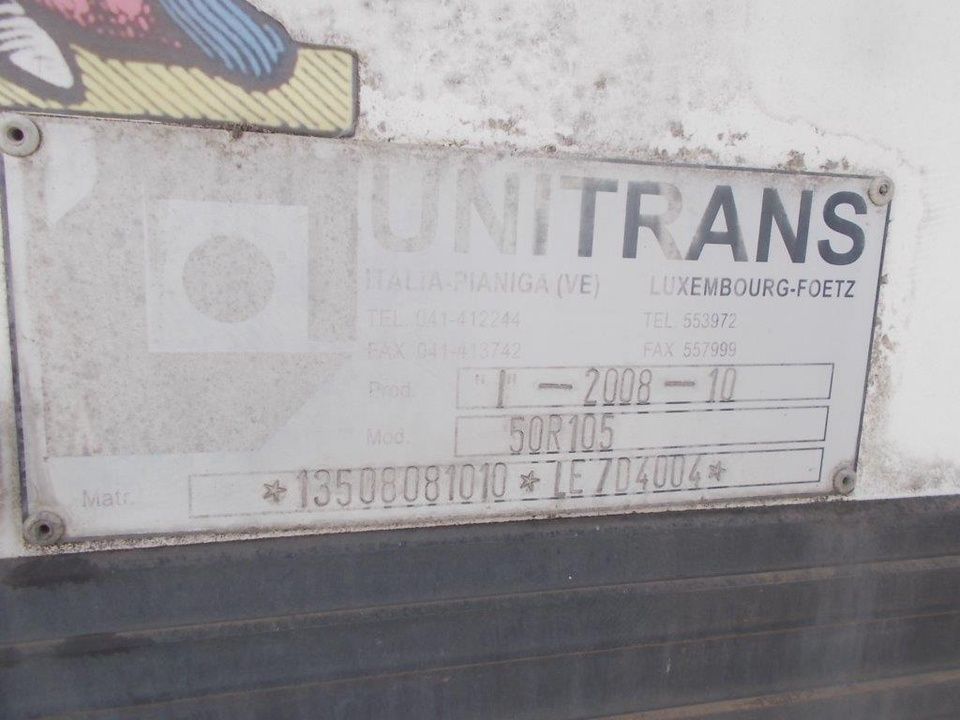 UNITRANS
ITALIA-PIANIGA (VE) LUXEMBOURG-FOETZ
TEL. 041-412244 TEL. 553972
FAX 041-413742 FAX 557999
Prod. "I" - 2008 - 10
Mod. 50R105
Matr. *13508081010*ZE7D4004*